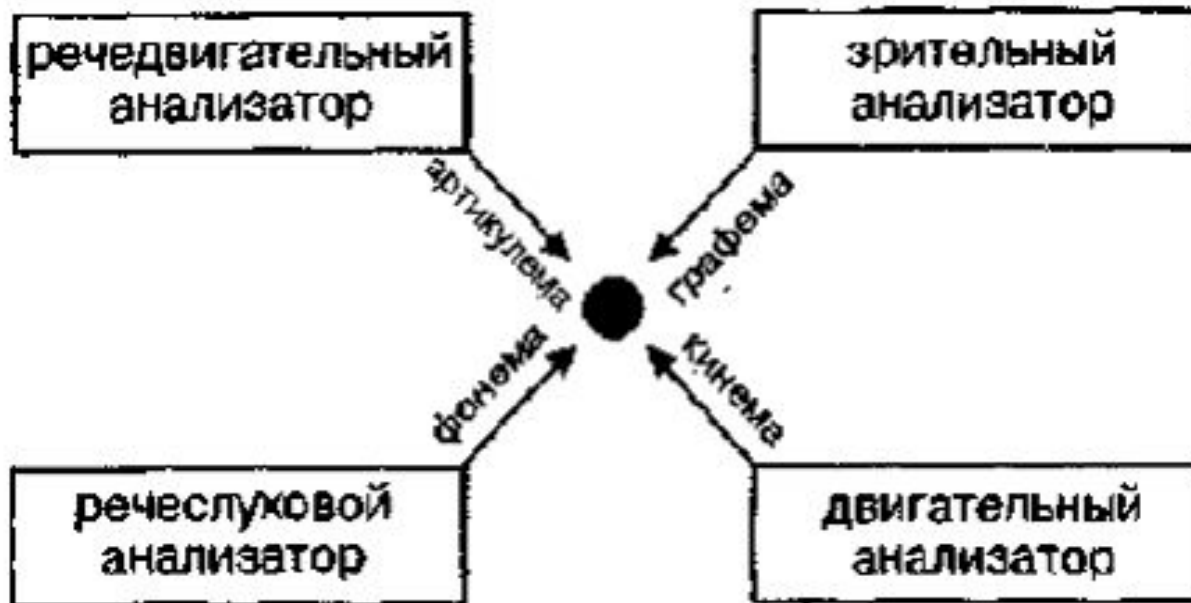 речедвигательный
анализатор
зрительный
анализатор
артикулема
графема
фонема
кинема
речеслуховой
анализатор
двигательный
анализатор